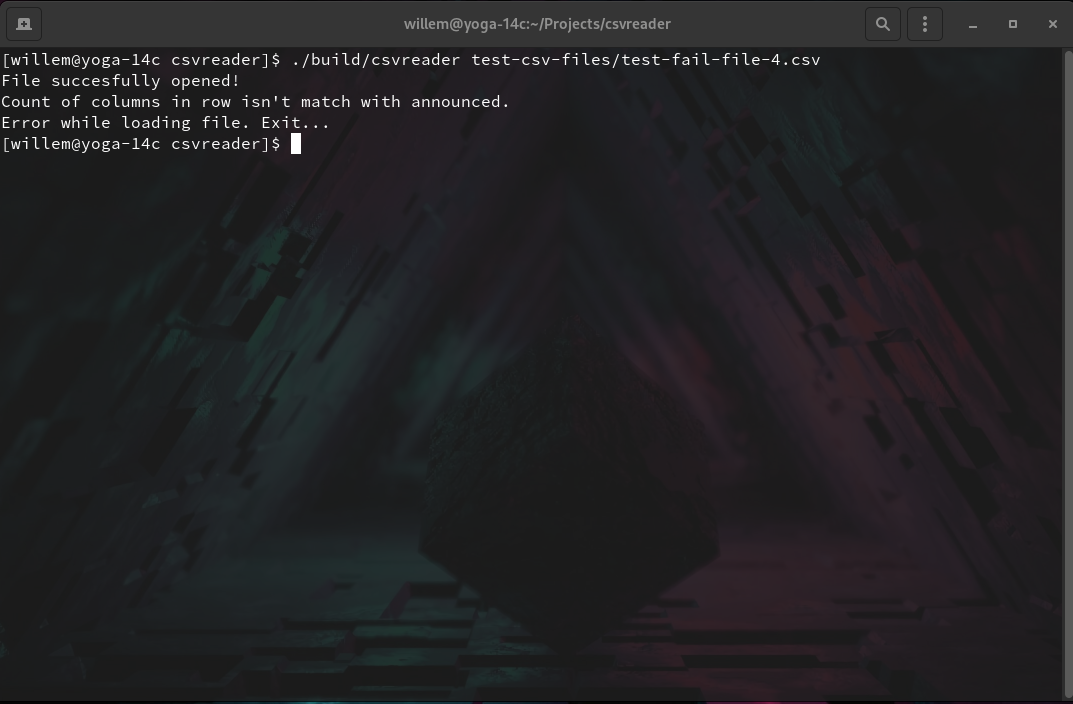 willem@yoga-14c:~/Projects/csvreader
[willem@yoga-14c csvreader]$ ./build/csvreader test-csv-files/test-fail-file-4.csv
File succesfully opened!
Count of columns in row isn't match with announced.
Error while loading file. Exit...
[willem@yoga-14c csvreader]$